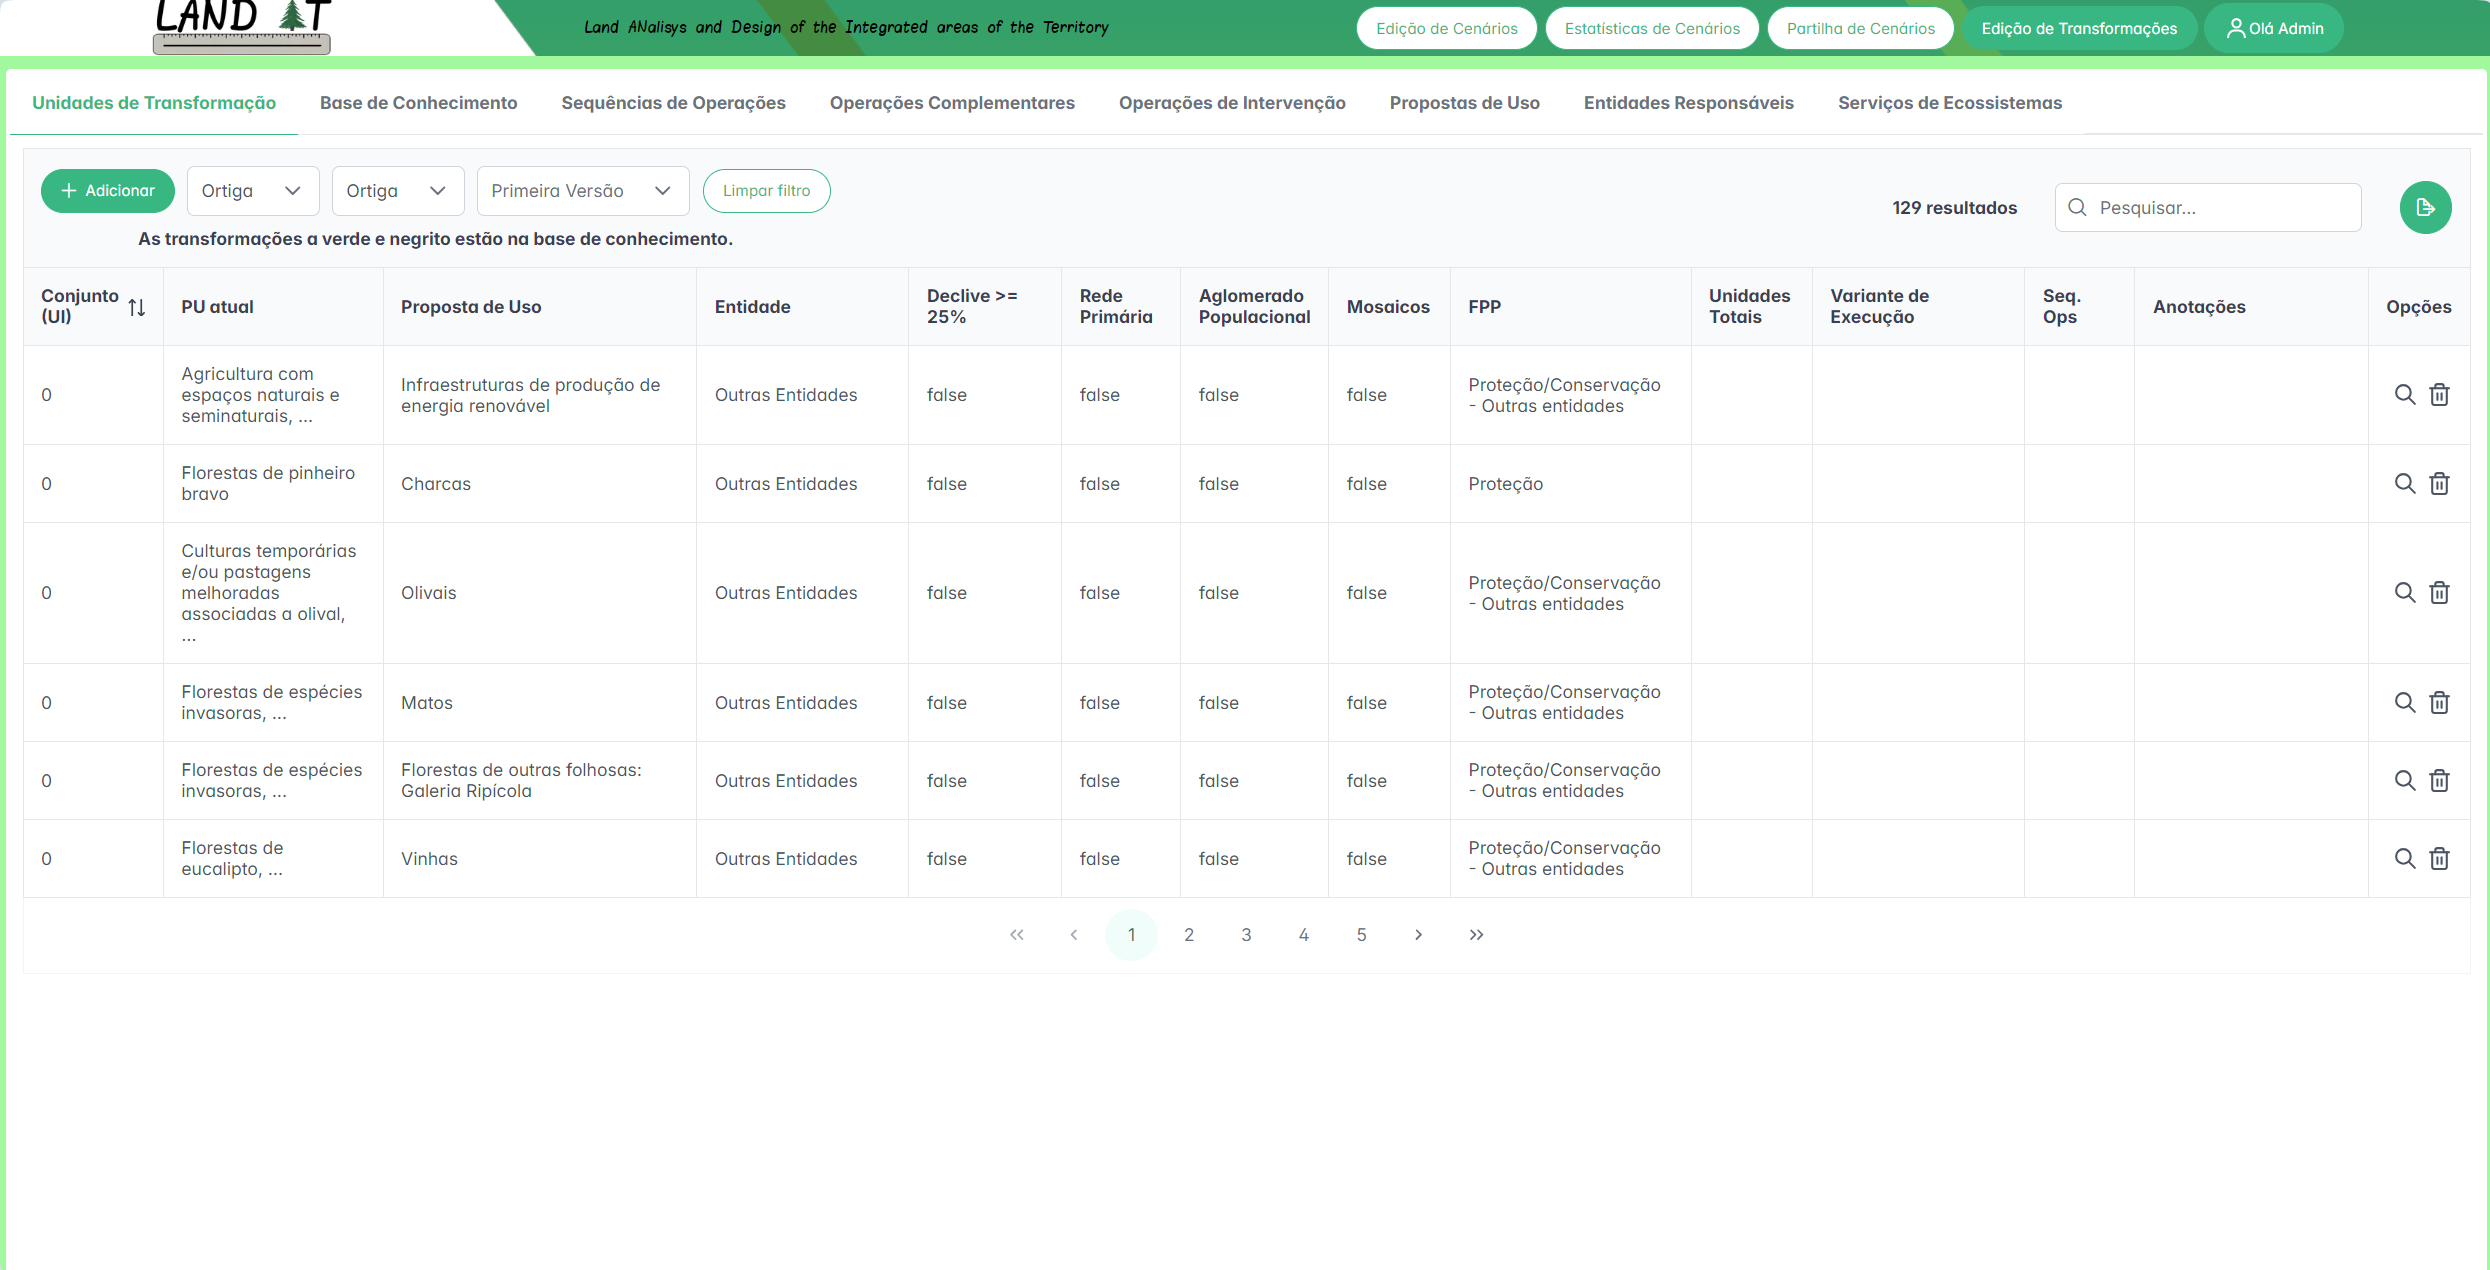 LAND T
Land ANalisys and Design of the Integrated areas of the Territory
Edição de Cenários
Estatísticas de Cenários
Partilha de Cenários
Edição de Transformações
Olá Admin
Unidades de Transformação
Base de Conhecimento
Sequências de Operações
Operações Complementares
Operações de Intervenção
Propostas de Uso
Entidades Responsáveis
Serviços de Ecossistemas
Adicionar
Ortiga
Ortiga
Primeira Versão
Limpar filtro
129 resultados
Pesquisar...
As transformações a verde e negrito estão na base de conhecimento.
Conjunto
(UI)
PU atual
Proposta de Uso
Entidade
Declive >=
25%
Rede
Primária
Aglomerado
Populacional
Mosaicos
FPP
Unidades
Totais
Variante de
Execução
Seq.
Ops
Anotações
Opções
0
Agricultura com
espaços naturais e
seminaturais, ...
Infraestruturas de produção de
energia renovável
Outras Entidades
false
false
false
false
Proteção/Conservação
- Outras entidades
0
Florestas de pinheiro
bravo
Charcas
Outras Entidades
false
false
false
false
Proteção
0
Culturas temporárias
e/ou pastagens
melhoradas
associadas a olival,
...
Olivais
Outras Entidades
false
false
false
false
Proteção/Conservação
- Outras entidades
0
Florestas de espécies
invasoras, ...
Matos
Outras Entidades
false
false
false
false
Proteção/Conservação
- Outras entidades
0
Florestas de espécies
invasoras, ...
Florestas de outras folhosas:
Galeria Ripícola
Outras Entidades
false
false
false
false
Proteção/Conservação
- Outras entidades
0
Florestas de
eucalipto, ...
Vinhas
Outras Entidades
false
false
false
false
Proteção/Conservação
- Outras entidades
1
2
3
4
5